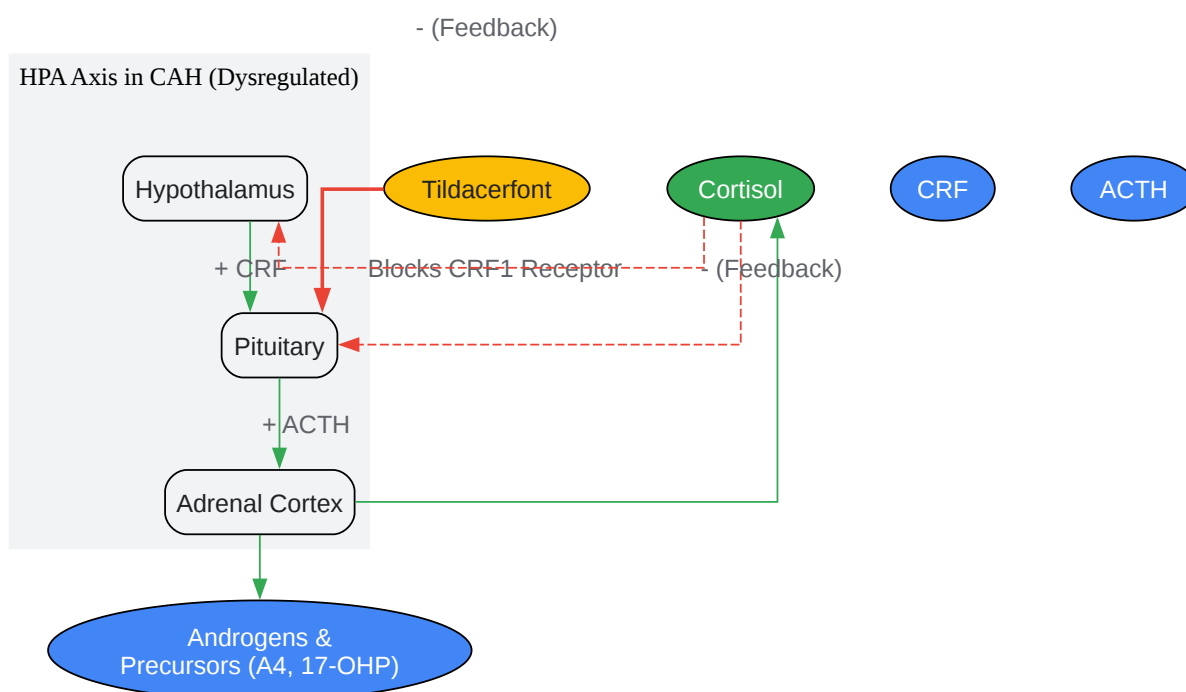 - (Feedback)
HPA Axis in CAH (Dysregulated)
Hypothalamus
Tildacerfont
Cortisol
CRF
ACTH
+ CRF
Blocks CRF1 Receptor
- (Feedback)
Pituitary
+ ACTH
Adrenal Cortex
Androgens &
Precursors (A4, 17-OHP)